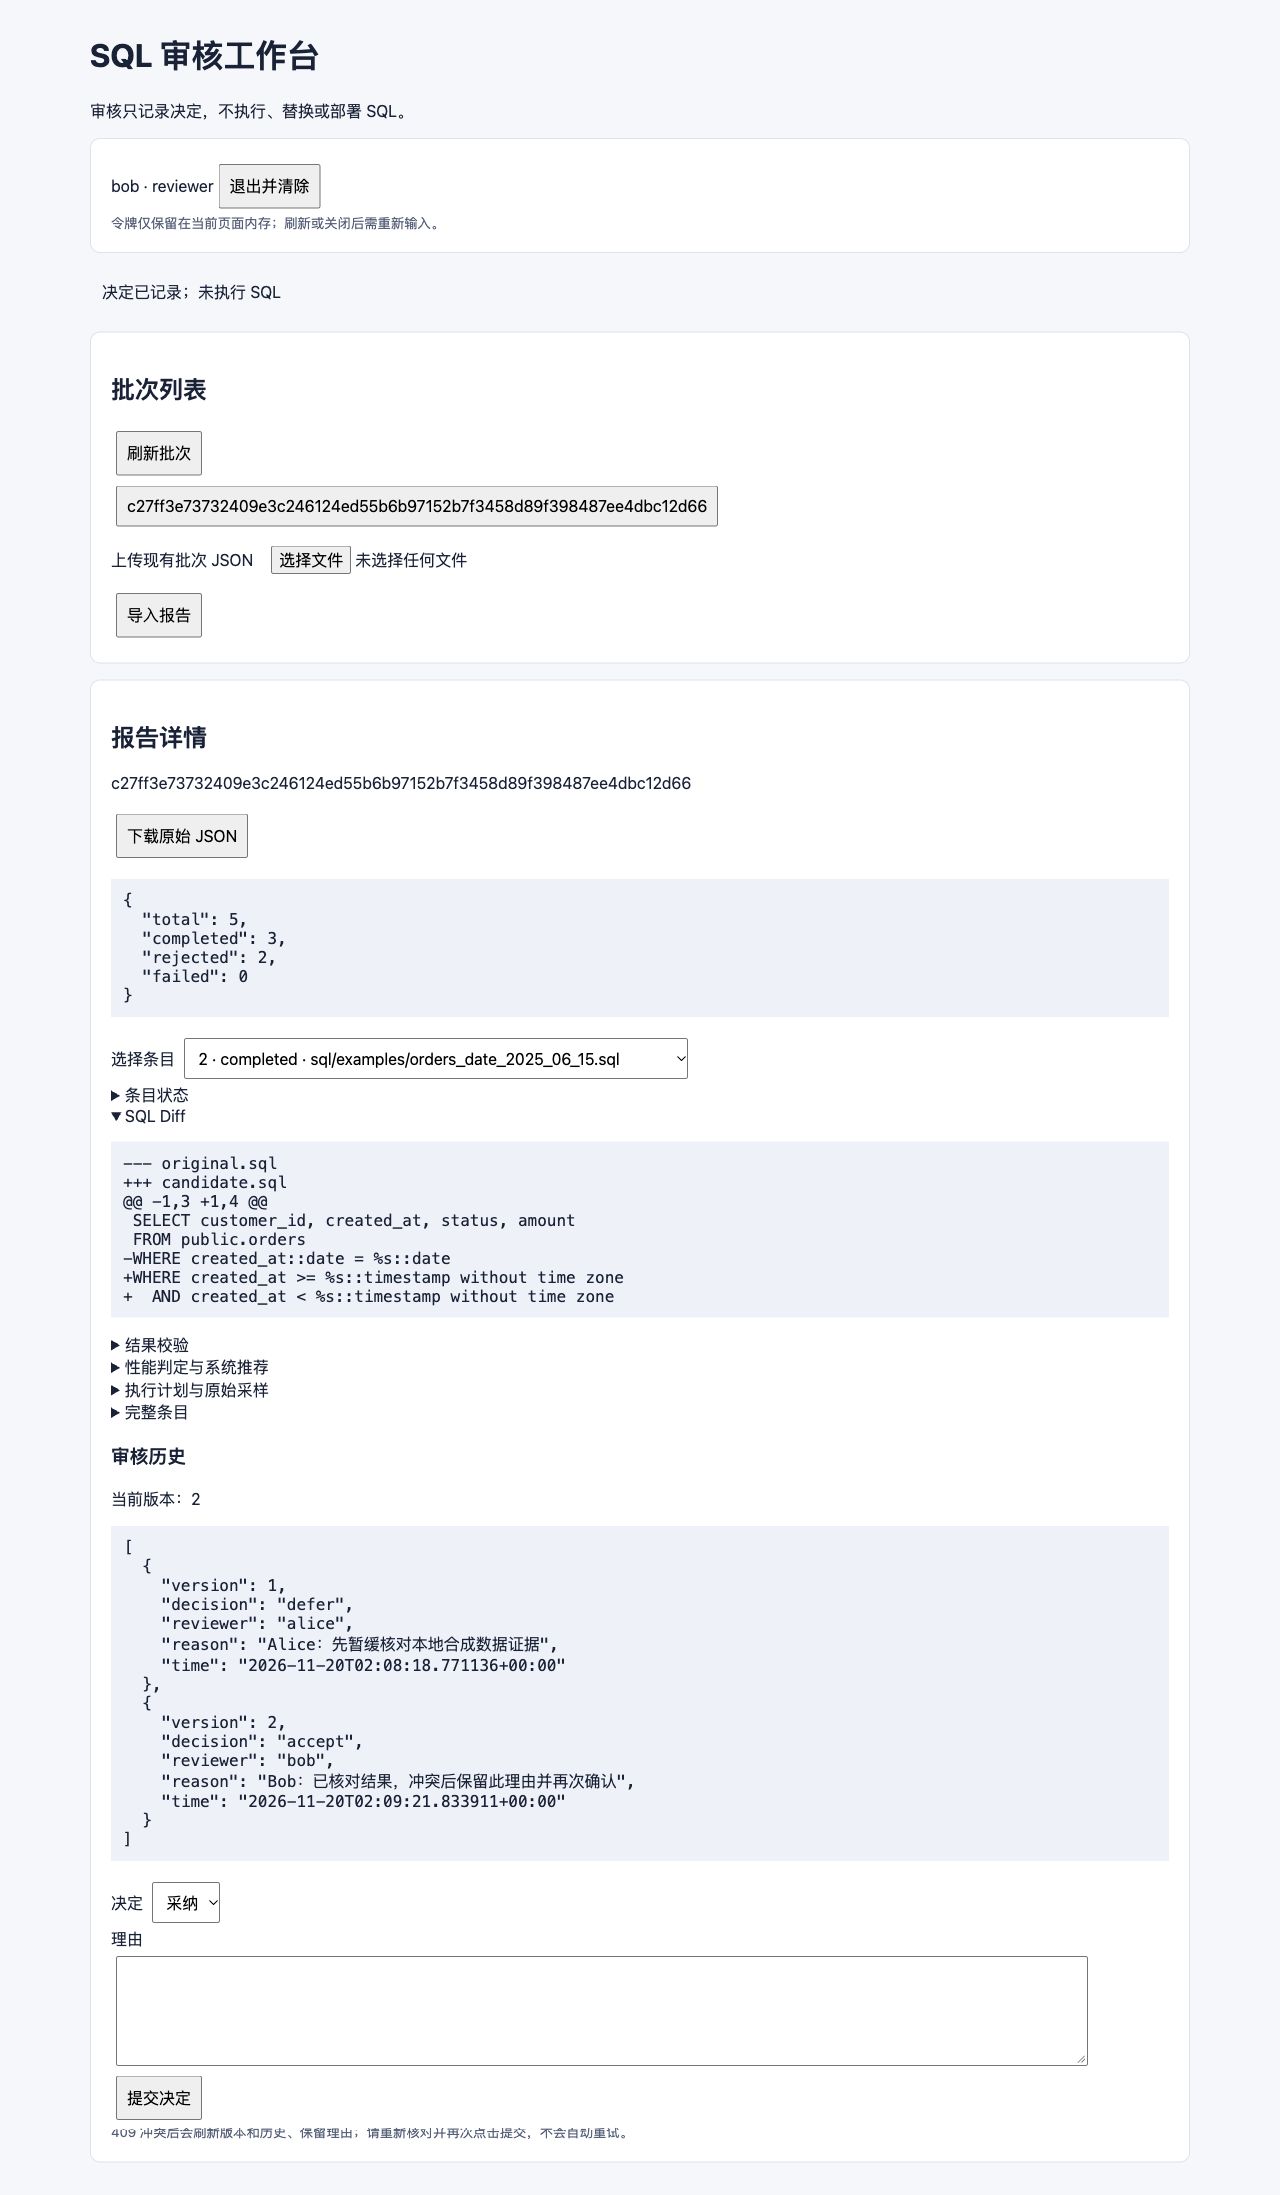 SQL 审核工作台
审核只记录决定，不执行、替换或部署 SQL。
bob · reviewer 退出并清除
令牌仅保留在当前页面内存；刷新或关闭后需重新输入。
决定已记录；未执行 SQL
批次列表
刷新批次
c27ff3e73732409e3c246124ed55b6b97152b7f3458d89f398487ee4dbc12d66
上传现有批次 JSON 选择文件 未选择任何文件
导入报告
报告详情
c27ff3e73732409e3c246124ed55b6b97152b7f3458d89f398487ee4dbc12d66
下载原始 JSON
{
  "total": 5,
  "completed": 3,
  "rejected": 2,
  "failed": 0
}
选择条目 2 · completed · sql/examples/orders_date_2025_06_15.sql
▶ 条目状态
▼ SQL Diff
--- original.sql
+++ candidate.sql
@@ -1,3 +1,4 @@
 SELECT customer_id, created_at, status, amount
 FROM public.orders
-WHERE created_at::date = %s::date
+WHERE created_at >= %s::timestamp without time zone
+  AND created_at < %s::timestamp without time zone
▶ 结果校验
▶ 性能判定与系统推荐
▶ 执行计划与原始采样
▶ 完整条目
审核历史
当前版本：2
[
  {
    "version": 1,
    "decision": "defer",
    "reviewer": "alice",
    "reason": "Alice：先暂缓核对本地合成数据证据",
    "time": "2026-11-20T02:08:18.771136+00:00"
  },
  {
    "version": 2,
    "decision": "accept",
    "reviewer": "bob",
    "reason": "Bob：已核对结果，冲突后保留此理由并再次确认",
    "time": "2026-11-20T02:09:21.833911+00:00"
  }
]
决定 采纳
理由
提交决定
409 冲突后会刷新版本和历史、保留理由；请重新核对并再次点击提交，不会自动重试。